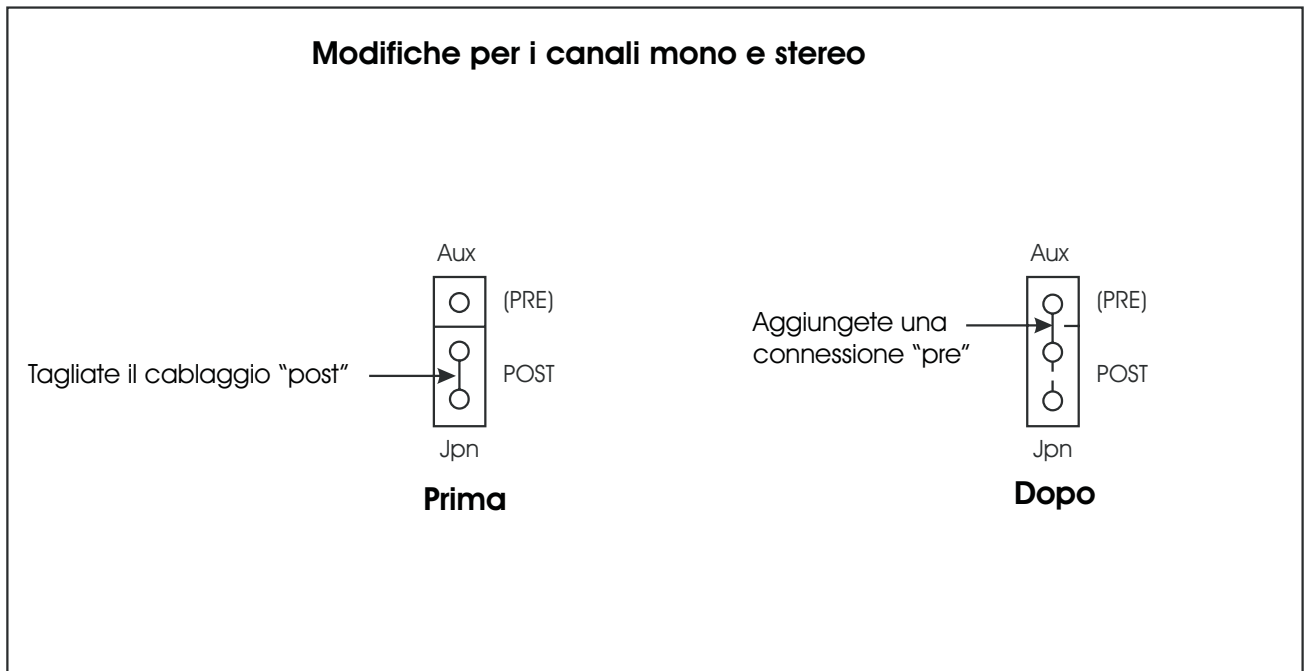 Modifiche per i canali mono e stereo
Aux
(PRE)
Tagliate il cablaggio “post”
POST
Jpn
Prima
Aux
(PRE)
Aggiungete una
connessione “pre”
POST
Jpn
Dopo